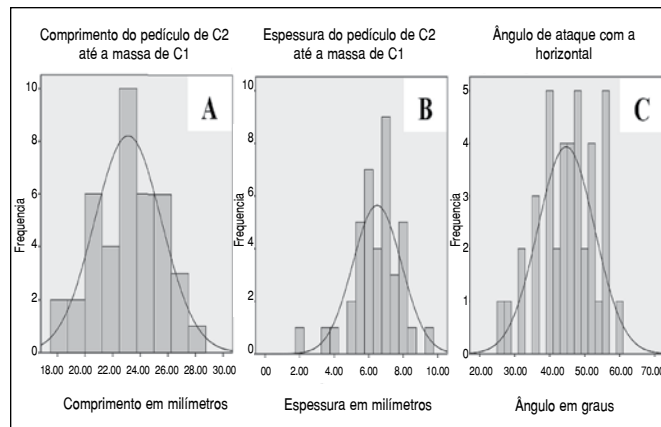 Comprimento do pedículo de C2
até a massa de C1
Espessura do pedículo de C2
até a massa de C1
Ângulo de ataque com a
horizontal
A
B
C
Frequencia
10
8
6
4
2
0
18.00 20.00 22.00 24.00 26.00 28.00 30.00
Comprimento em milímetros
Frequencia
10
8
6
4
2
0
00 2.00 4.00 6.00 8.00 10.00
Espessura em milímetros
Frequencia
5
4
3
2
1
0
20.00 30.00 40.00 50.00 60.00 70.00
Ângulo em graus